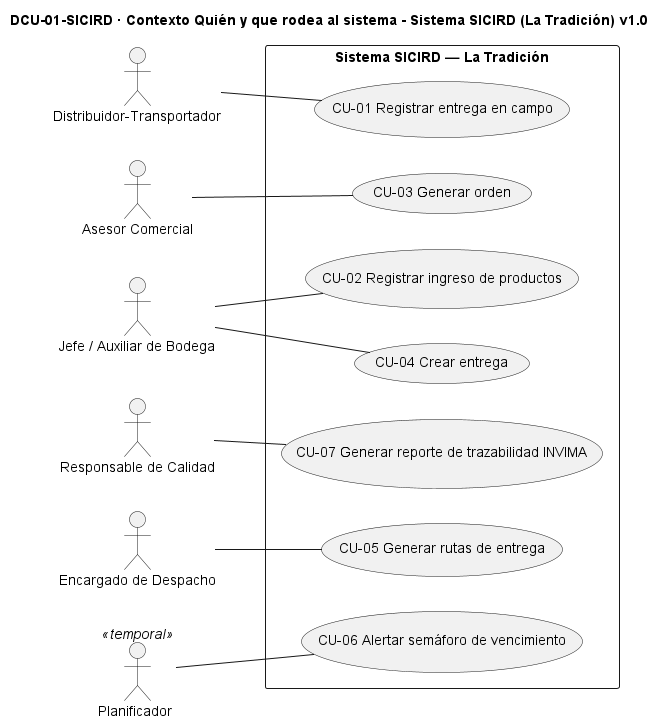 DCU-01-SICIRD · Contexto Quién y que rodea al sistema - Sistema SICIRD (La Tradición) v1.0
Sistema SICIRD — La Tradición
Distribuidor-Transportador
CU-01 Registrar entrega en campo
Asesor Comercial
CU-03 Generar orden
CU-02 Registrar ingreso de productos
Jefe / Auxiliar de Bodega
CU-04 Crear entrega
Responsable de Calidad
CU-07 Generar reporte de trazabilidad INVIMA
Encargado de Despacho
CU-05 Generar rutas de entrega
«temporal»
CU-06 Alertar semáforo de vencimiento
Planificador